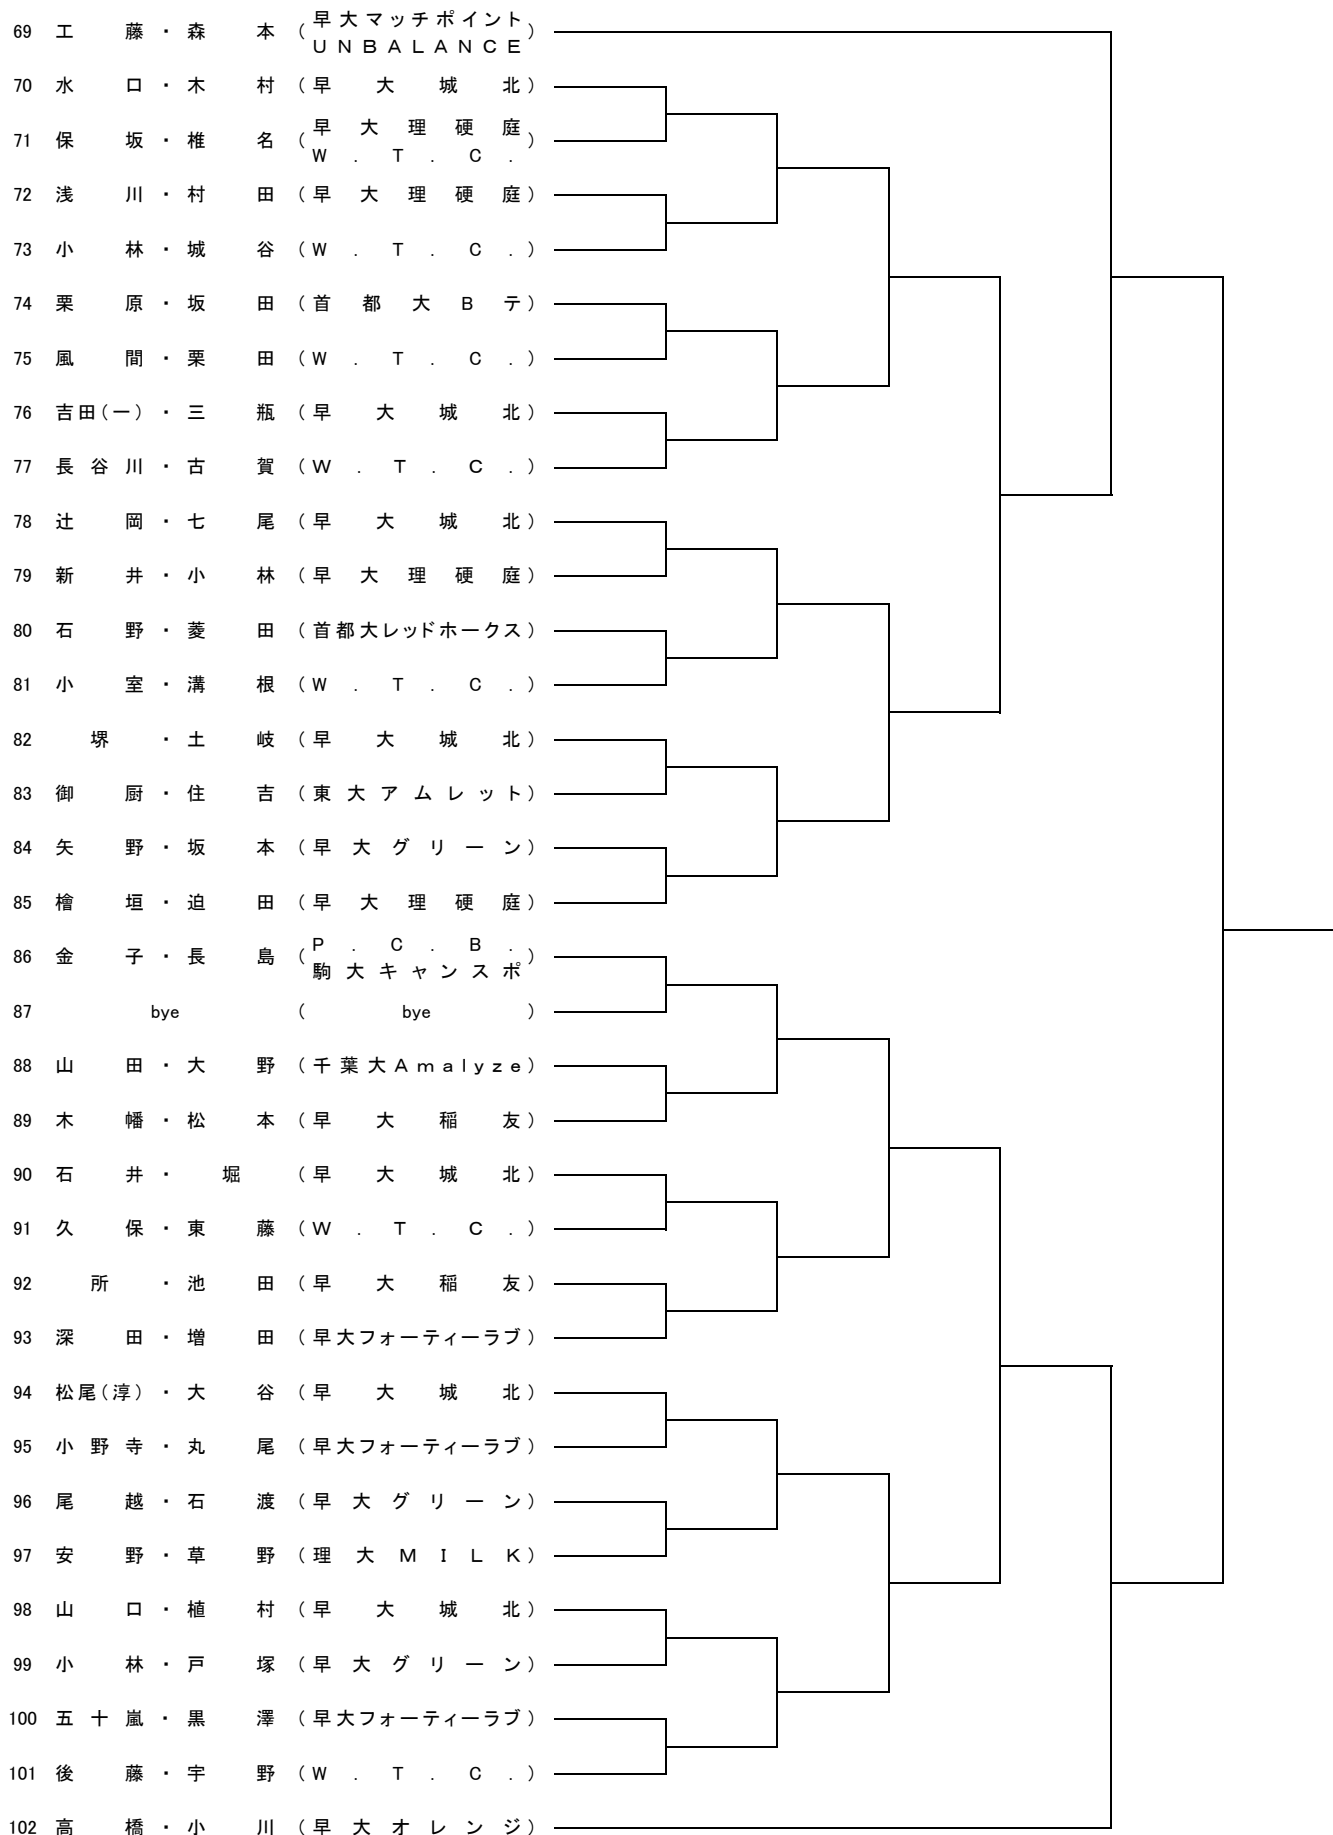 69 工藤・森本 (早大マッチポイント UNBALANCE)
70 水口・木村 (早大城北)
71 保坂・椎名 (早大理硬庭 W.T.C.)
72 浅川・村田 (早大理硬庭)
73 小林・城谷 (W.T.C.)
74 栗原・坂田 (首都大Bテ)
75 風間・栗田 (W.T.C.)
76 吉田(一)・三瓶 (早大城北)
77 長谷川・古賀 (W.T.C.)
78 辻岡・七尾 (早大城北)
79 新井・小林 (早大理硬庭)
80 石野・菱田 (首都大レッドホークス)
81 小室・溝根 (W.T.C.)
82 堺・土岐 (早大城北)
83 御厨・住吉 (東大アムレット)
84 矢野・坂本 (早大グリーン)
85 檜垣・迫田 (早大理硬庭)
86 金子・長島 (P.C.B. 駒大キャンスポ)
87 bye (bye)
88 山田・大野 (千葉大Amalyze)
89 木幡・松本 (早大稲友)
90 石井・堀 (早大城北)
91 久保・東藤 (W.T.C.)
92 所・池田 (早大稲友)
93 深田・増田 (早大フォーティーラブ)
94 松尾(淳)・大谷 (早大城北)
95 小野寺・丸尾 (早大フォーティーラブ)
96 尾越・石渡 (早大グリーン)
97 安野・草野 (理大MILK)
98 山口・植村 (早大城北)
99 小林・戸塚 (早大グリーン)
100 五十嵐・黒澤 (早大フォーティーラブ)
101 後藤・宇野 (W.T.C.)
102 高橋・小川 (早大オレンジ)